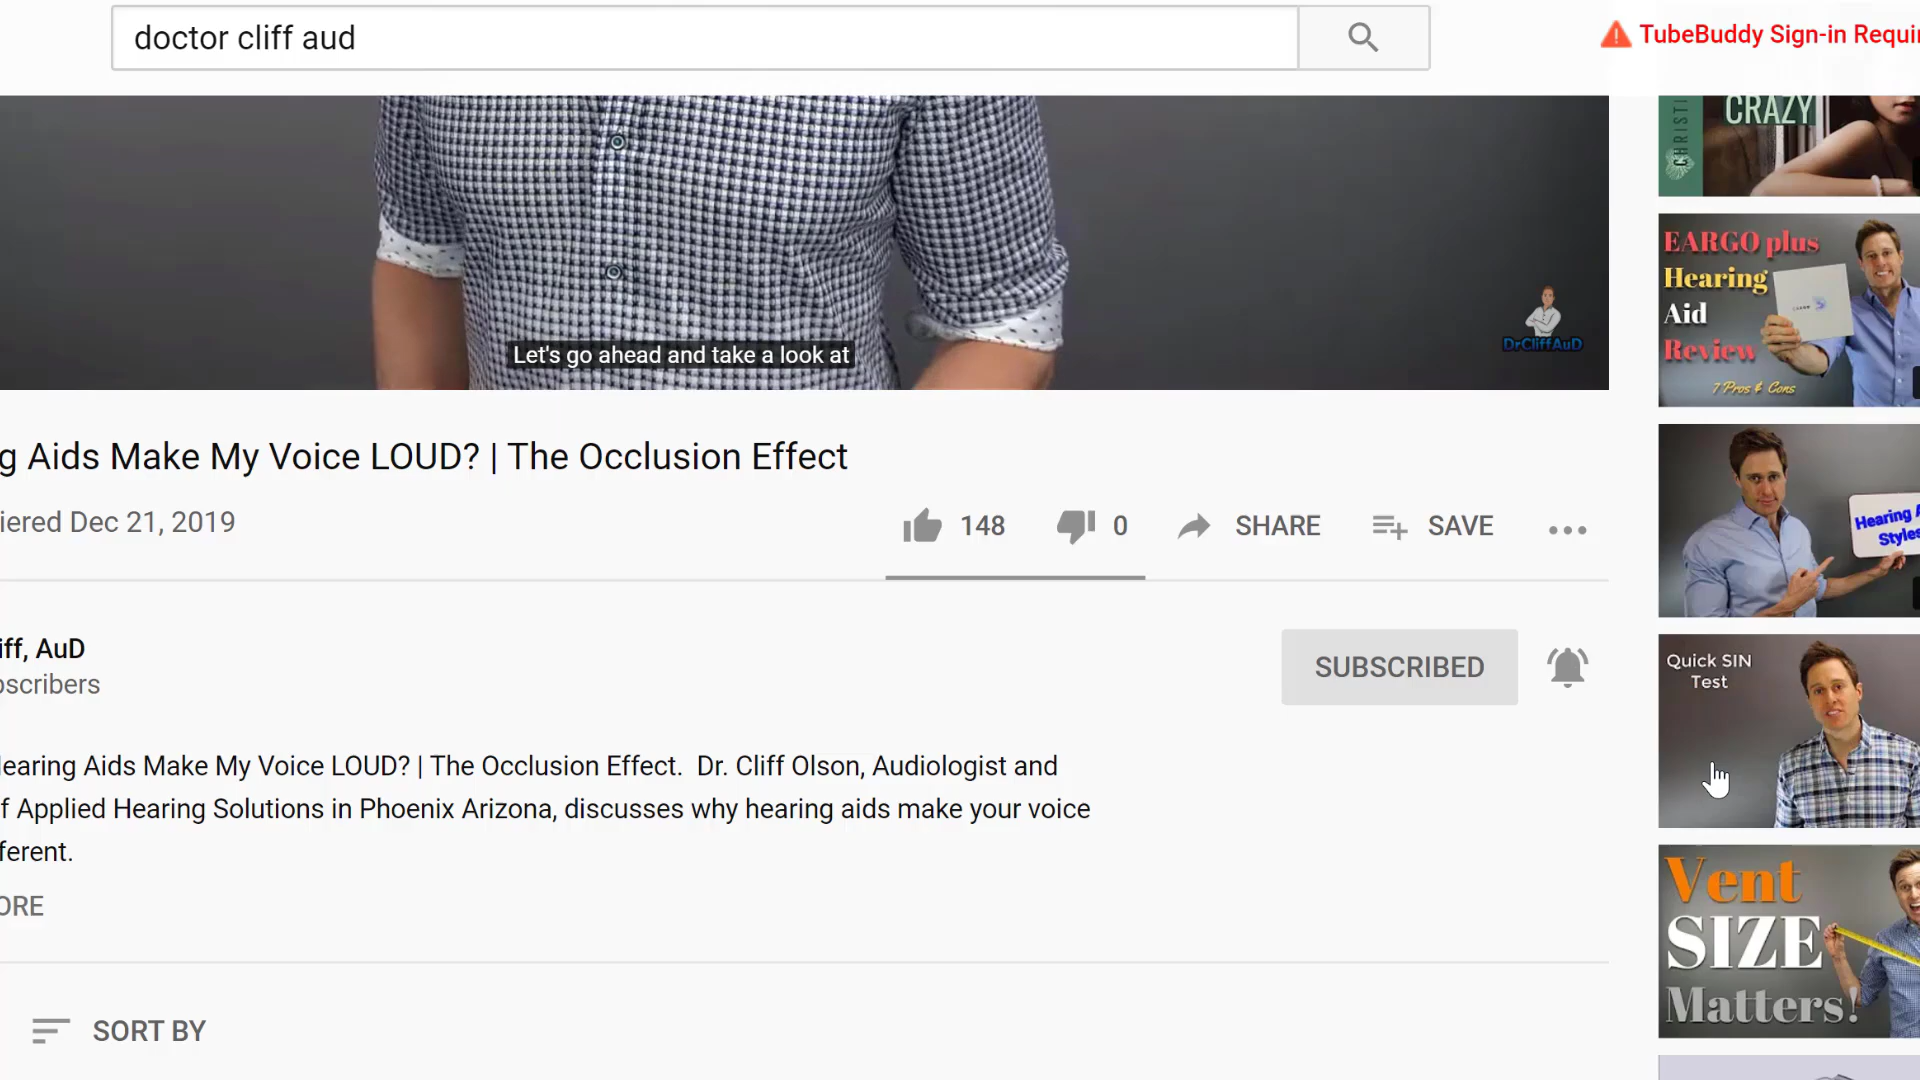 doctor cliff aud
TubeBuddy Sign-in Requi
CHRISTI
CRAZY
EARGO plus
Hearing
Aid
Review
7 Pros & Cons
DrCliffAuD
Let's go ahead and take a look at
g Aids Make My Voice LOUD? | The Occlusion Effect
iered Dec 21, 2019
148
0
SHARE
SAVE
Hearing A
Styles
iff, AuD
scribers
SUBSCRIBED
Quick SIN
Test
earing Aids Make My Voice LOUD? | The Occlusion Effect.  Dr. Cliff Olson, Audiologist and
f Applied Hearing Solutions in Phoenix Arizona, discusses why hearing aids make your voice
ferent.
ORE
Vent
SIZE
Matters!
SORT BY